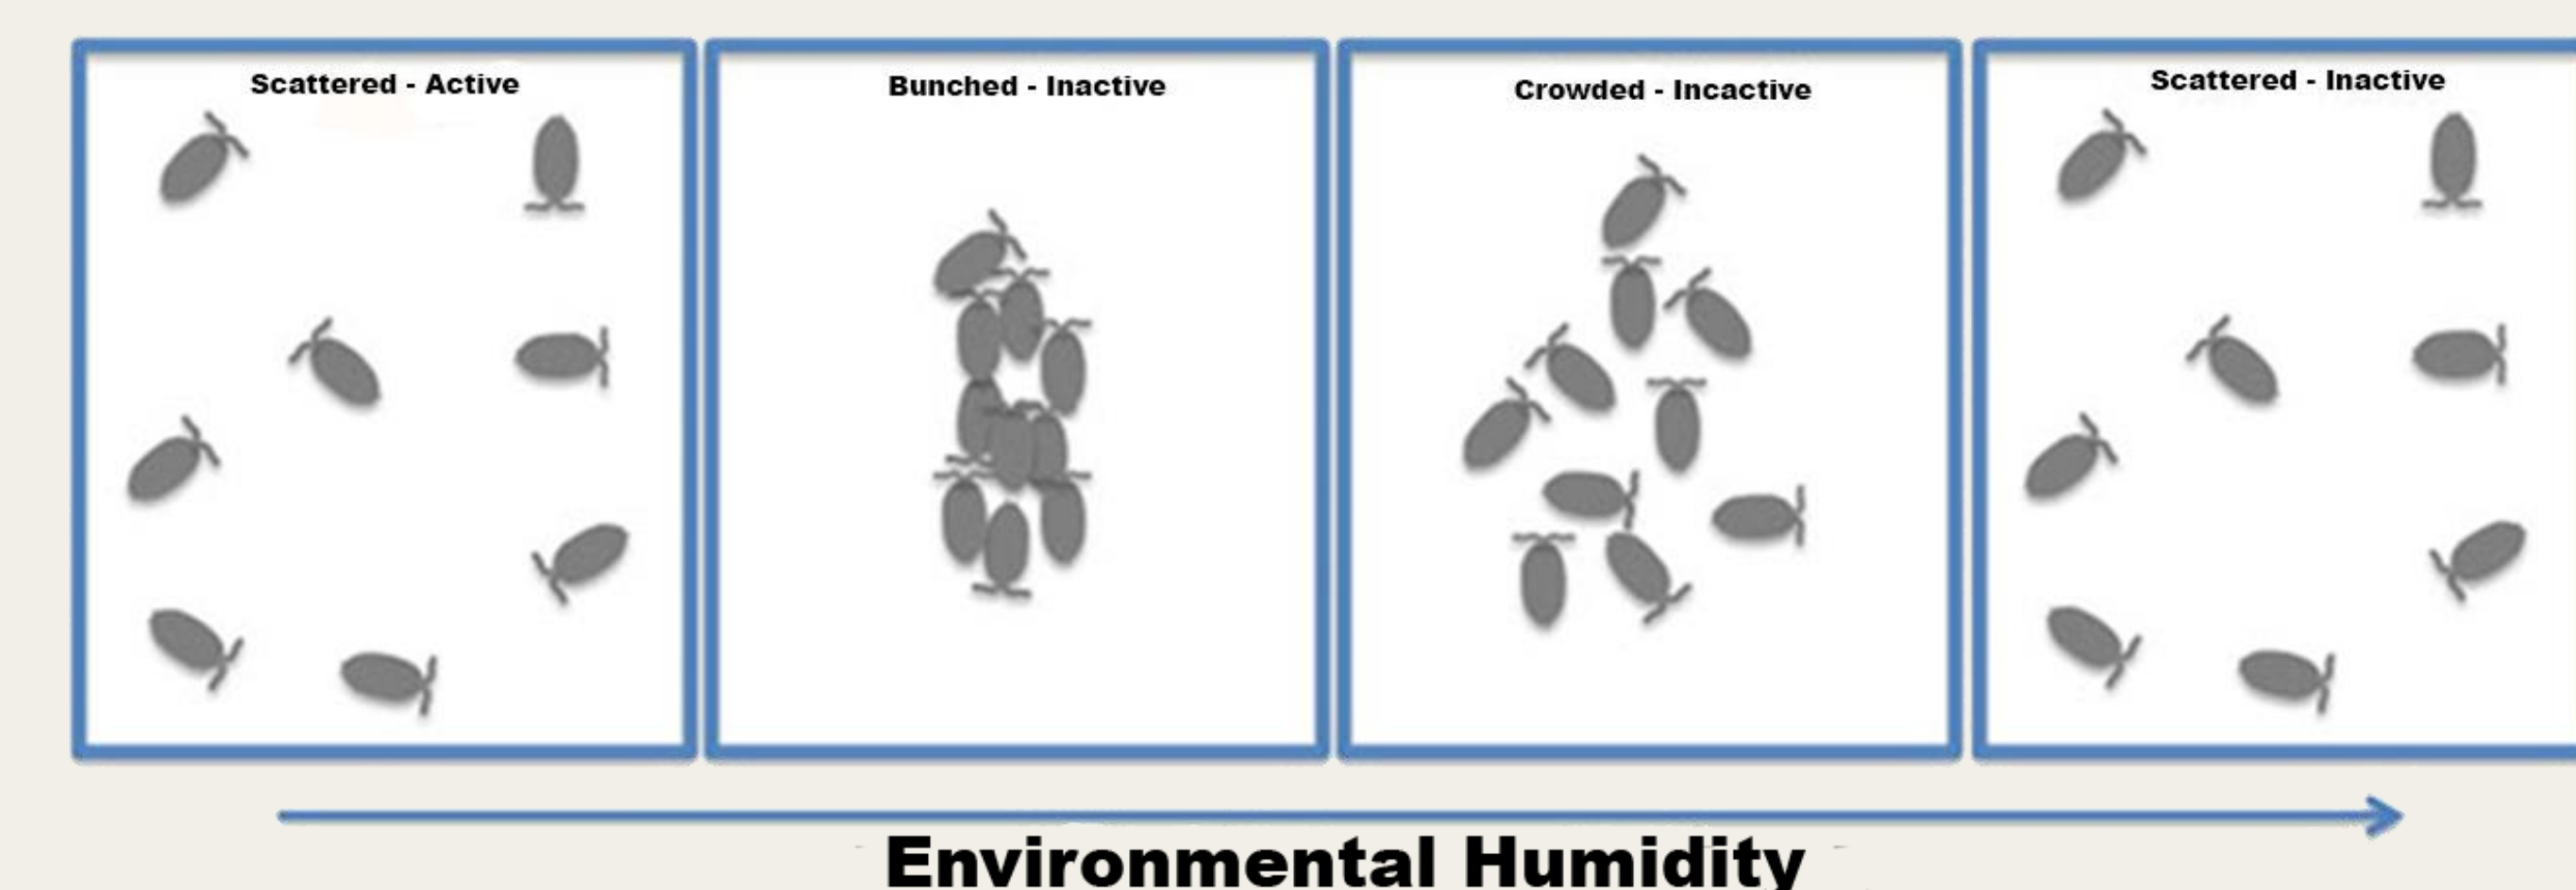 Scattered - Active
Bunched - Inactive
Crowded - Incactive
Scattered - Inactive
Environmental Humidity